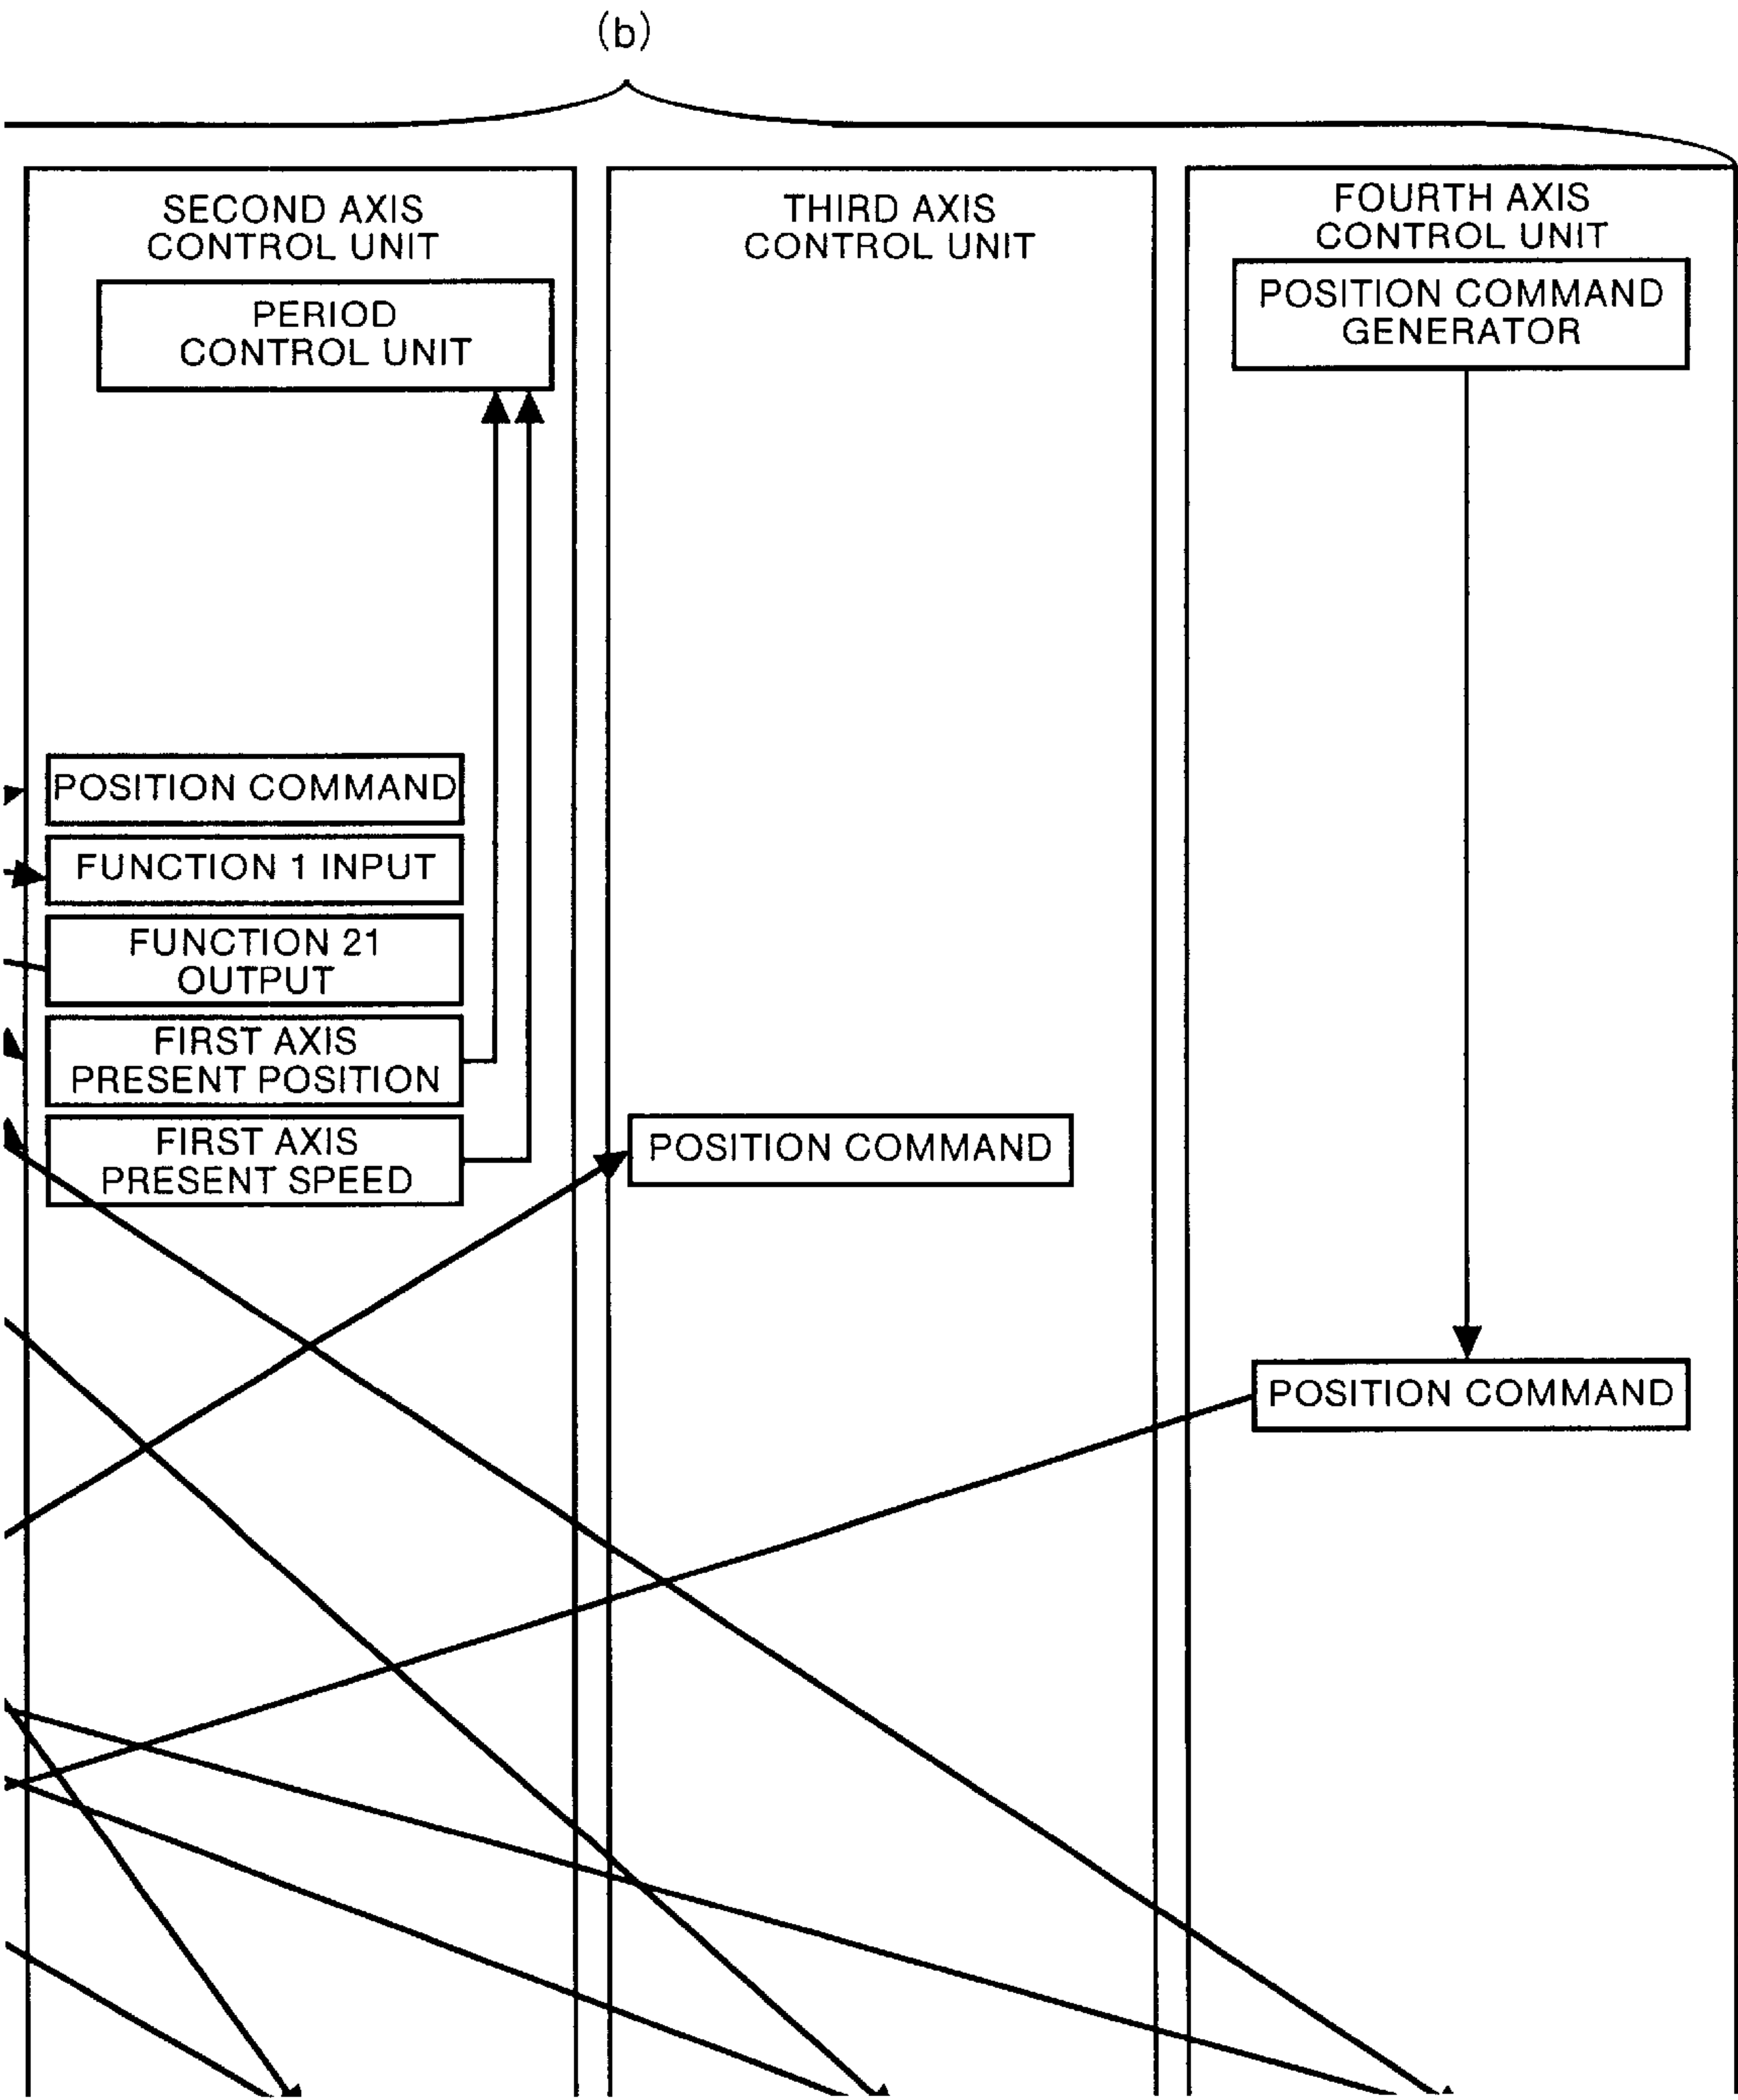 (b)
SECOND AXIS
CONTROL UNIT
PERIOD
CONTROL UNIT
POSITION COMMAND
FUNCTION 1 INPUT
FUNCTION 21
OUTPUT
FIRST AXIS
PRESENT POSITION
FIRST AXIS
PRESENT SPEED
THIRD AXIS
CONTROL UNIT
POSITION COMMAND
FOURTH AXIS
CONTROL UNIT
POSITION COMMAND
GENERATOR
POSITION COMMAND